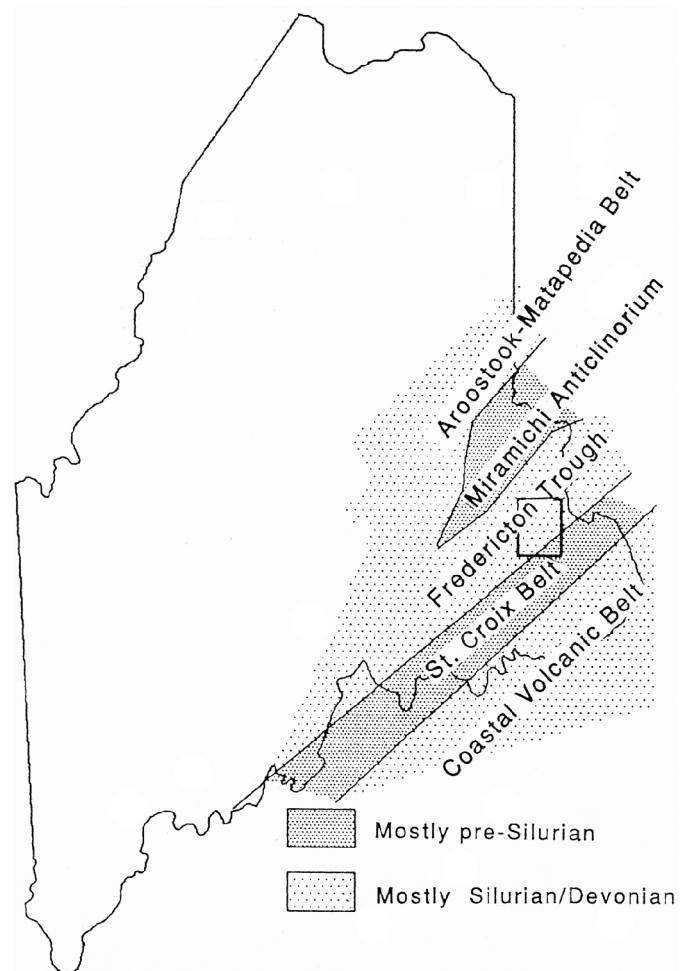 Aroostook-Matapedia Belt
Miramichi Anticlinorium
Fredericton Trough
St. Croix Belt
Coastal Volcanic Belt
Mostly pre-Silurian
Mostly Silurian/Devonian